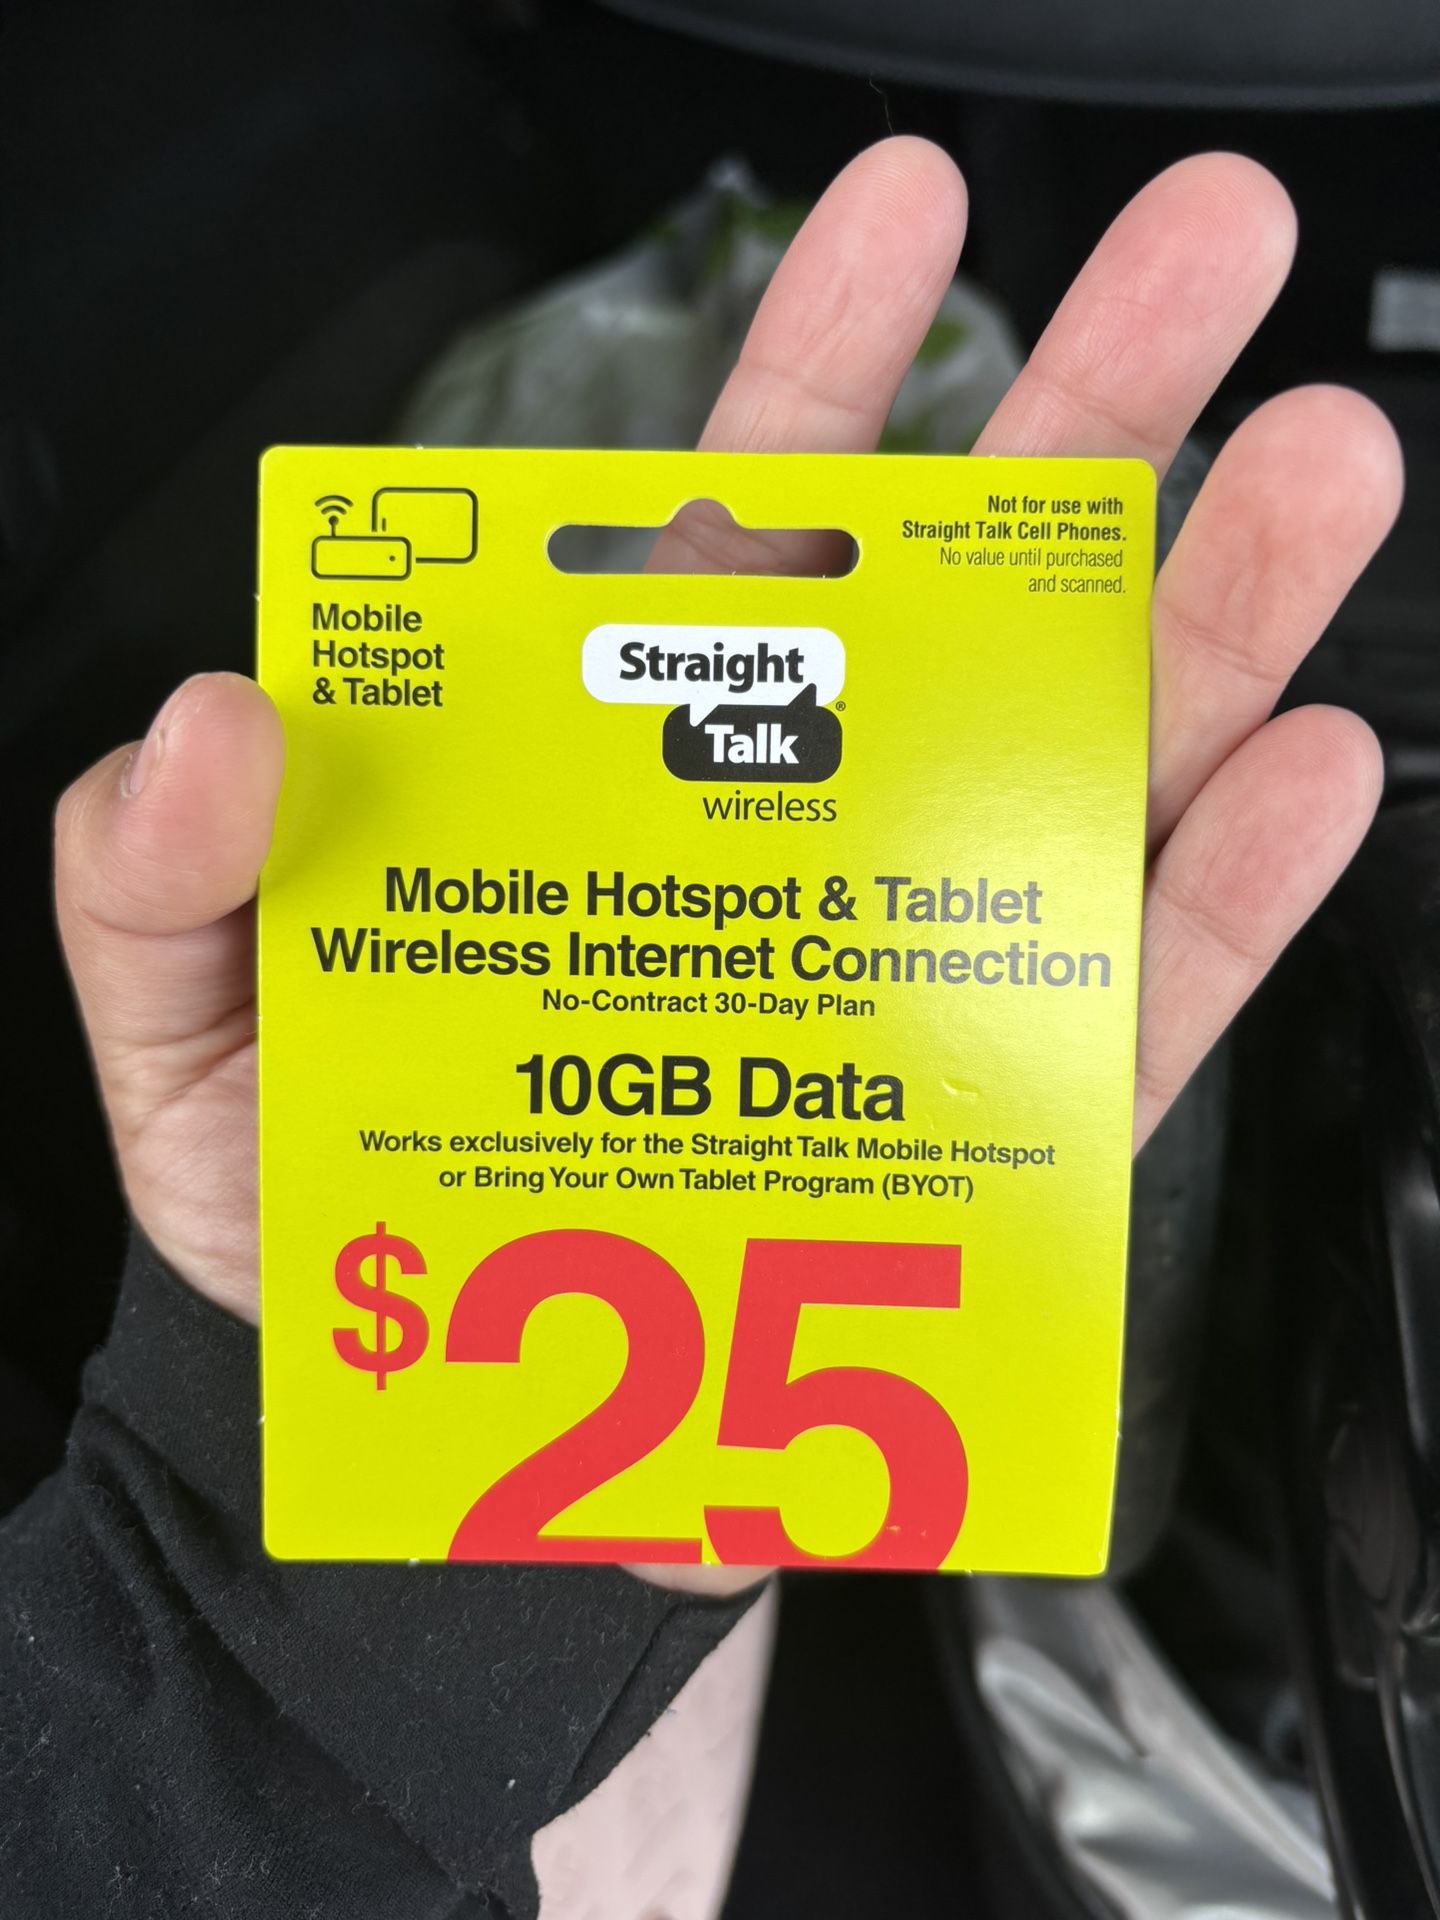 Mobile
Hotspot
& Tablet
Not for use with
Straight Talk Cell Phones.
No value until purchased
and scanned.
Straight
Talk®
wireless
Mobile Hotspot & Tablet
Wireless Internet Connection
No-Contract 30-Day Plan
10GB Data
Works exclusively for the Straight Talk Mobile Hotspot
or Bring Your Own Tablet Program (BYOT)
$25